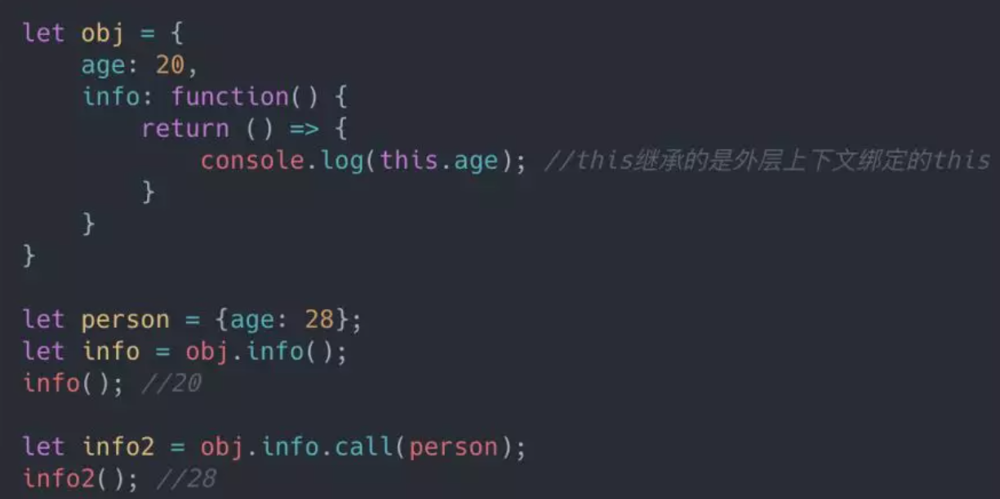 let obj = {
    age: 20,
    info: function() {
        return () => {
            console.log(this.age); //this继承的是外层上下文绑定的this
        }
    }
}

let person = {age: 28};
let info = obj.info();
info(); //20

let info2 = obj.info.call(person);
info2(); //28